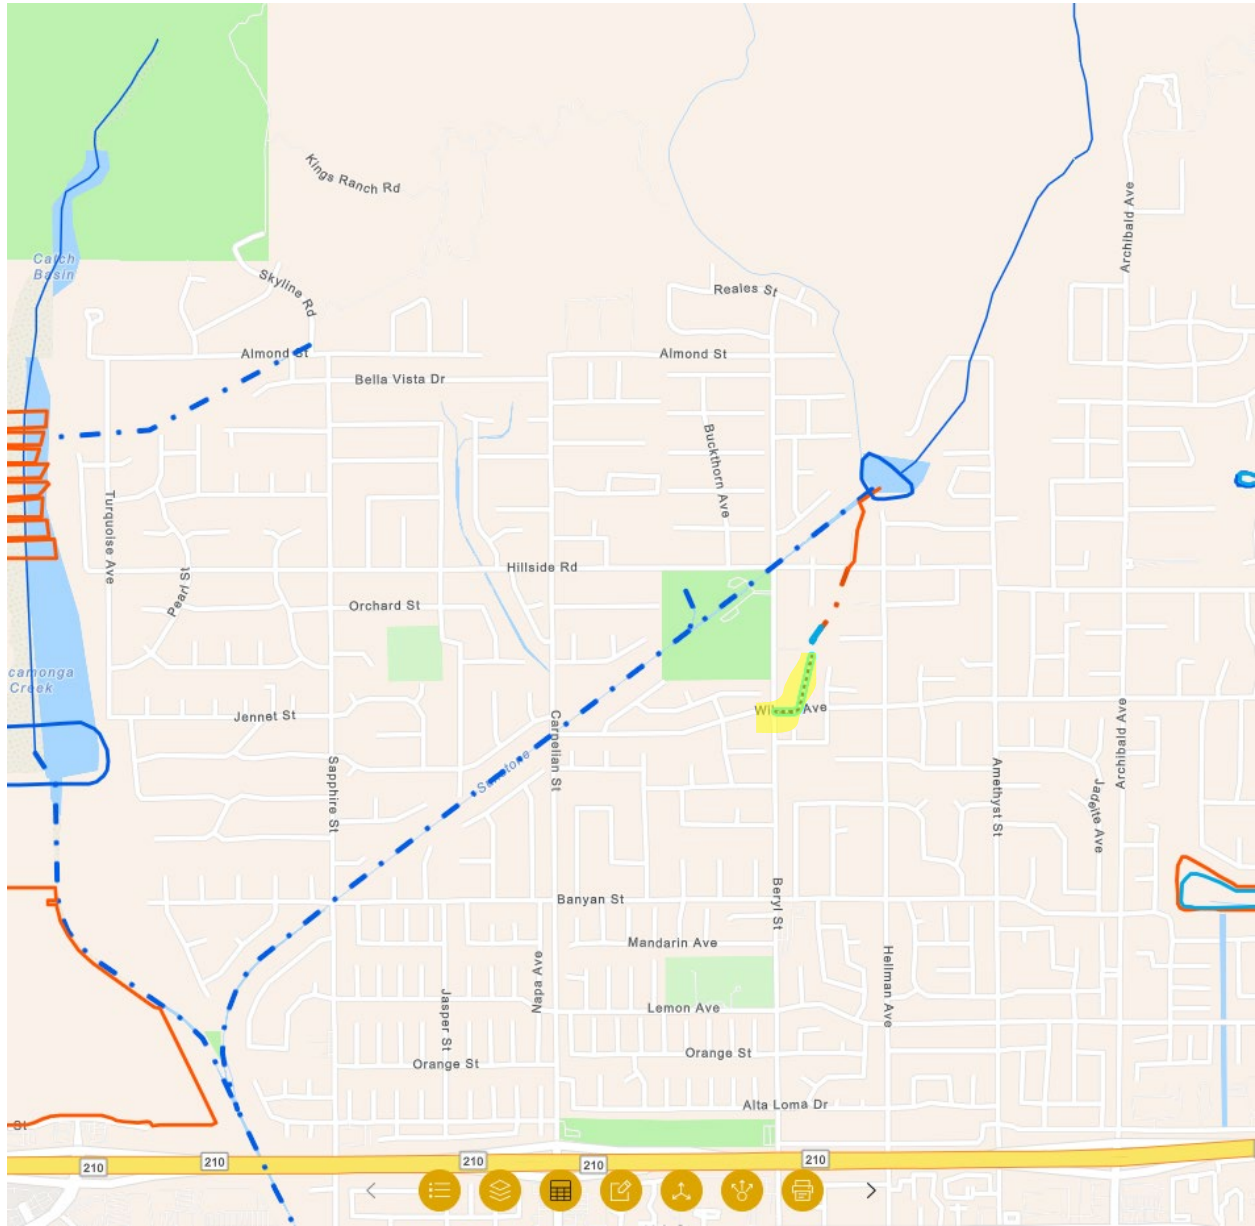 Kings Ranch Rd
Archibald Ave
Catch
Basin
Skyline Rd
Reales St
Almond St
Almond St
Bella Vista Dr
Buckthorn Ave
Turquoise Ave
Hillside Rd
Pearl St
Orchard St
camonga
Creek
Jennet St
Ave
Carnelian St
Archibald Ave
Sapphire St
Amethyst St
Jadeite Ave
Banyan St
Beryl St
Mandarin Ave
Napa Ave
Hellman Ave
Jasper St
Lemon Ave
Orange St
Orange St
Alta Loma Dr
St
210
210
210
210
210